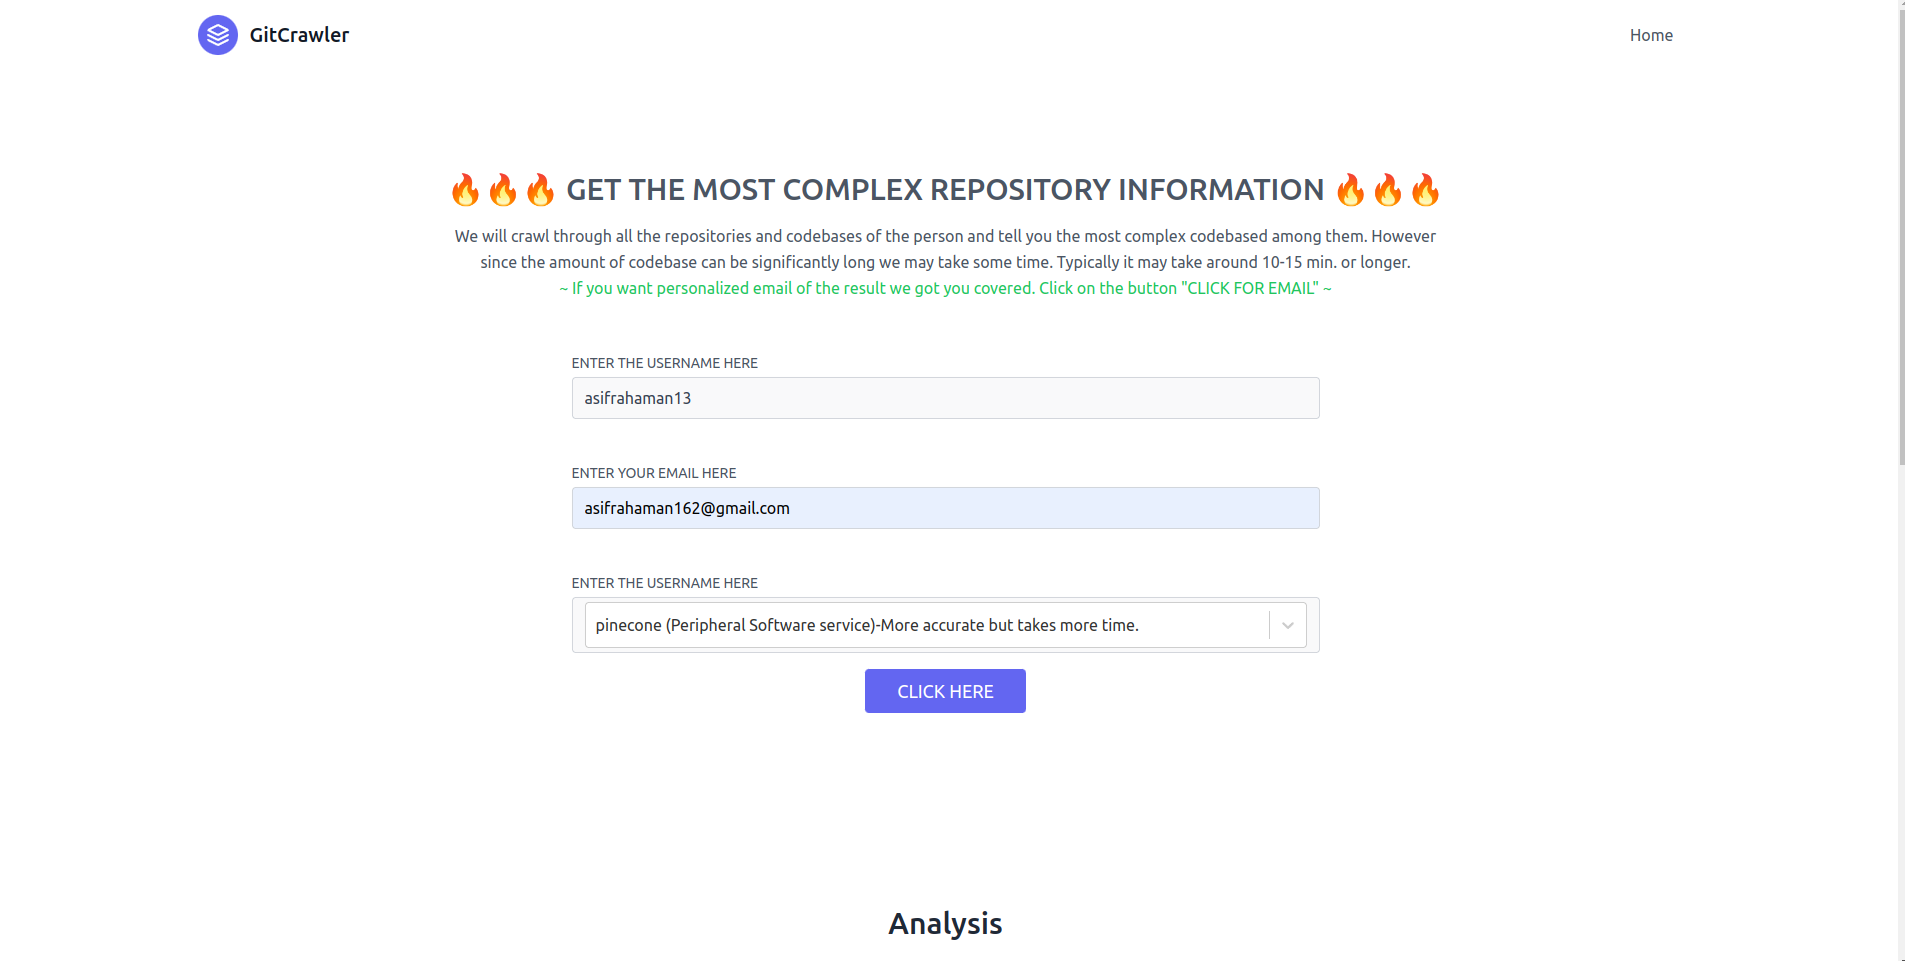 GitCrawler
Home
🔥🔥🔥 GET THE MOST COMPLEX REPOSITORY INFORMATION 🔥🔥🔥
We will crawl through all the repositories and codebases of the person and tell you the most complex codebased among them. However
since the amount of codebase can be significantly long we may take some time. Typically it may take around 10-15 min. or longer.
~ If you want personalized email of the result we got you covered. Click on the button "CLICK FOR EMAIL" ~
ENTER THE USERNAME HERE
asifrahaman13
ENTER YOUR EMAIL HERE
asifrahaman162@gmail.com
ENTER THE USERNAME HERE
pinecone (Peripheral Software service)-More accurate but takes more time.
CLICK HERE
Analysis